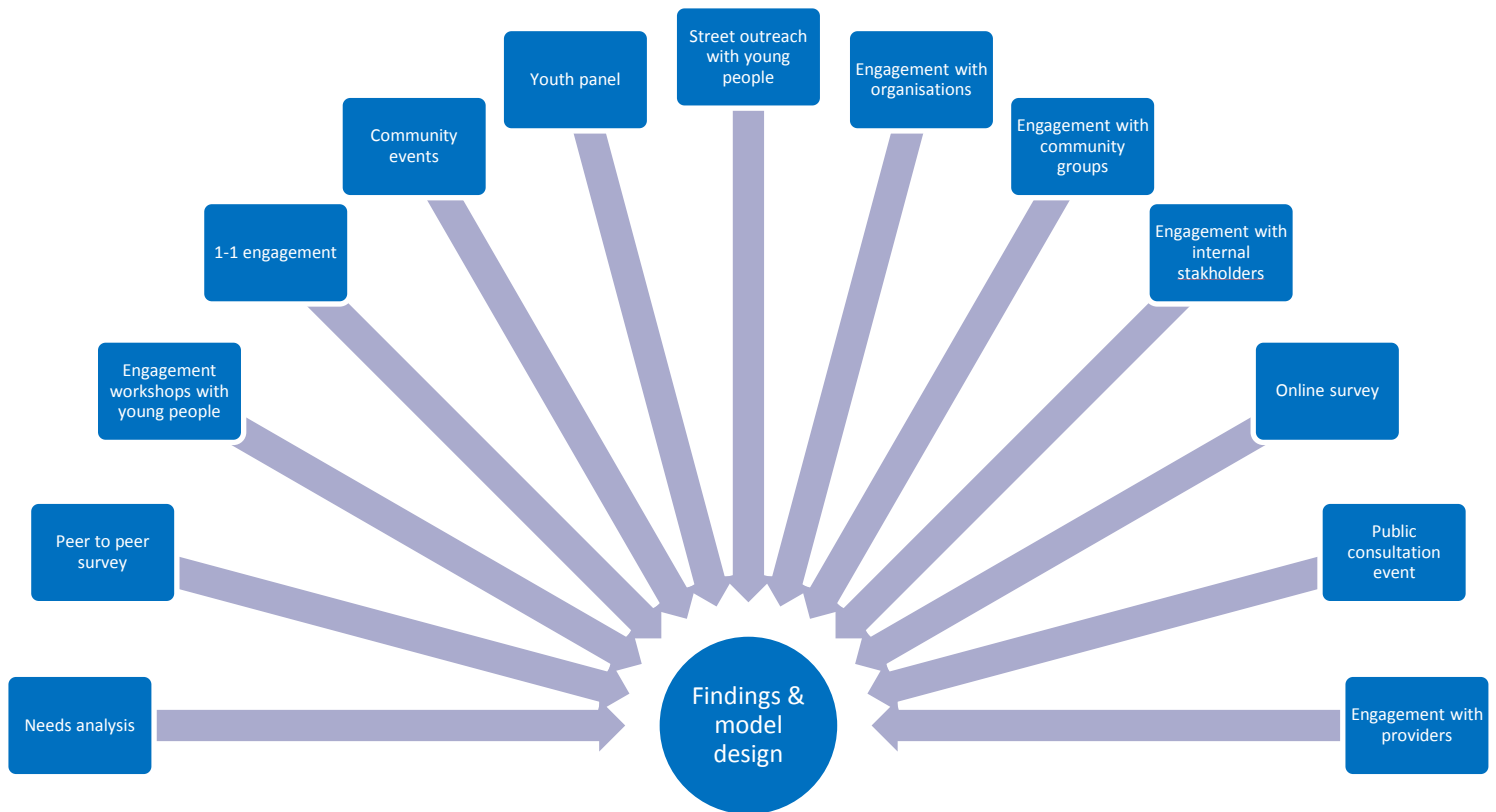 Street outreach
with young
people
Youth panel
Engagement with
organisations
Community
events
Engagement with
community
groups
1-1 engagement
Engagement with
internal
stakholders
Engagement
workshops with
young people
Online survey
Peer to peer
survey
Public
consultation
event
Needs analysis
Findings &
model
design
Engagement with
providers